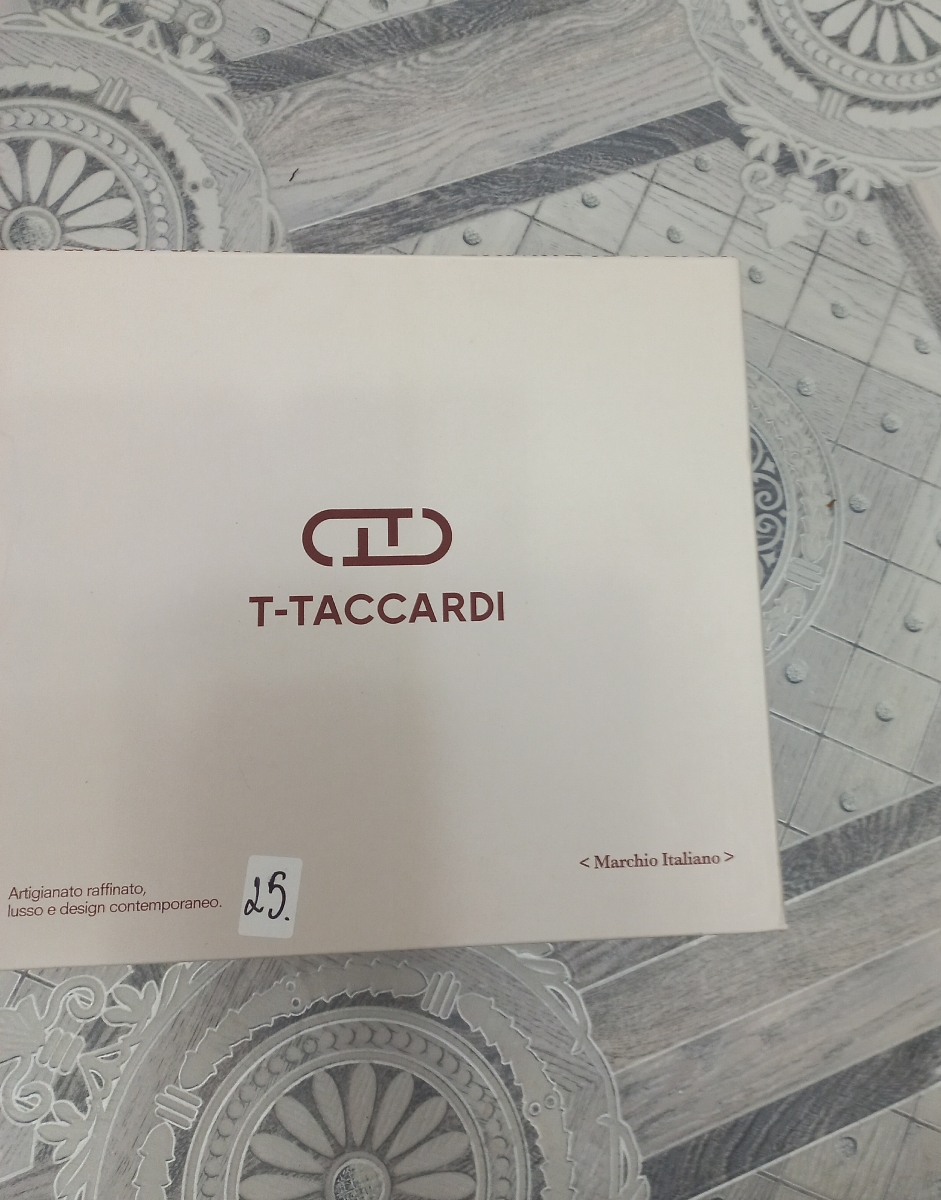 T-TACCARDI
< Marchio Italiano >
Artigianato raffinato,
lusso e design contemporaneo.
25.